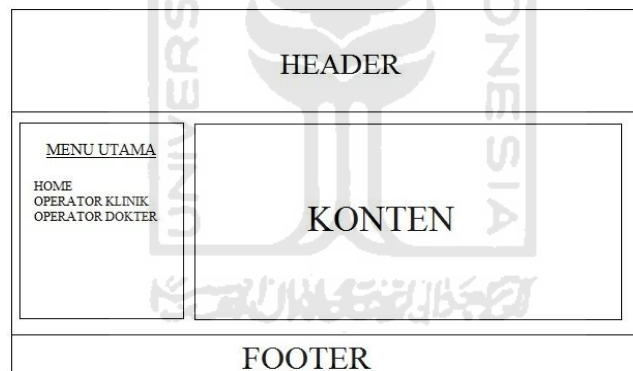 HEADER
MENU UTAMA
HOME
OPERATOR KLINIK
OPERATOR DOKTER
KONTEN
FOOTER